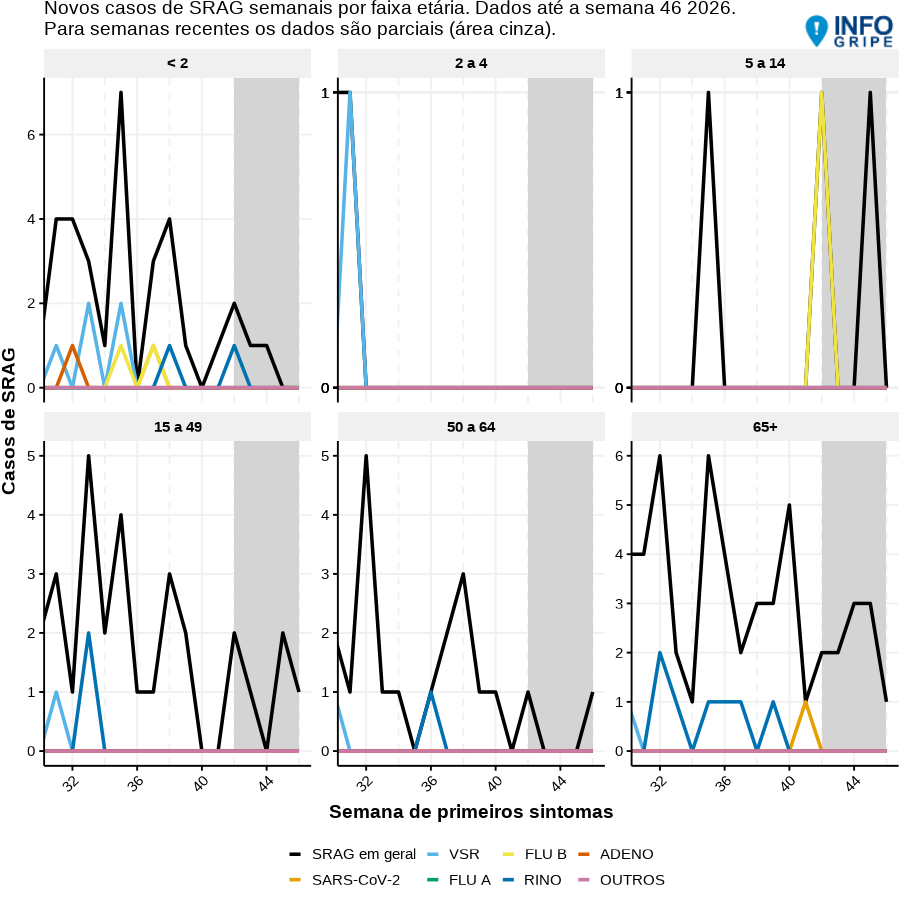 Novos casos de SRAG semanais por faixa etária. Dados até a semana 46 2026.
Para semanas recentes os dados são parciais (área cinza).
INFO
GRIPE
< 2
2 a 4
5 a 14
6
4
2
0
1
0
1
0
Casos de SRAG
15 a 49
50 a 64
65+
5
4
3
2
1
0
5
4
3
2
1
0
6
5
4
3
2
1
0
32 36 40 44
32 36 40 44
32 36 40 44
Semana de primeiros sintomas
SRAG em geral VSR FLU B ADENO
SARS-CoV-2 FLU A RINO OUTROS